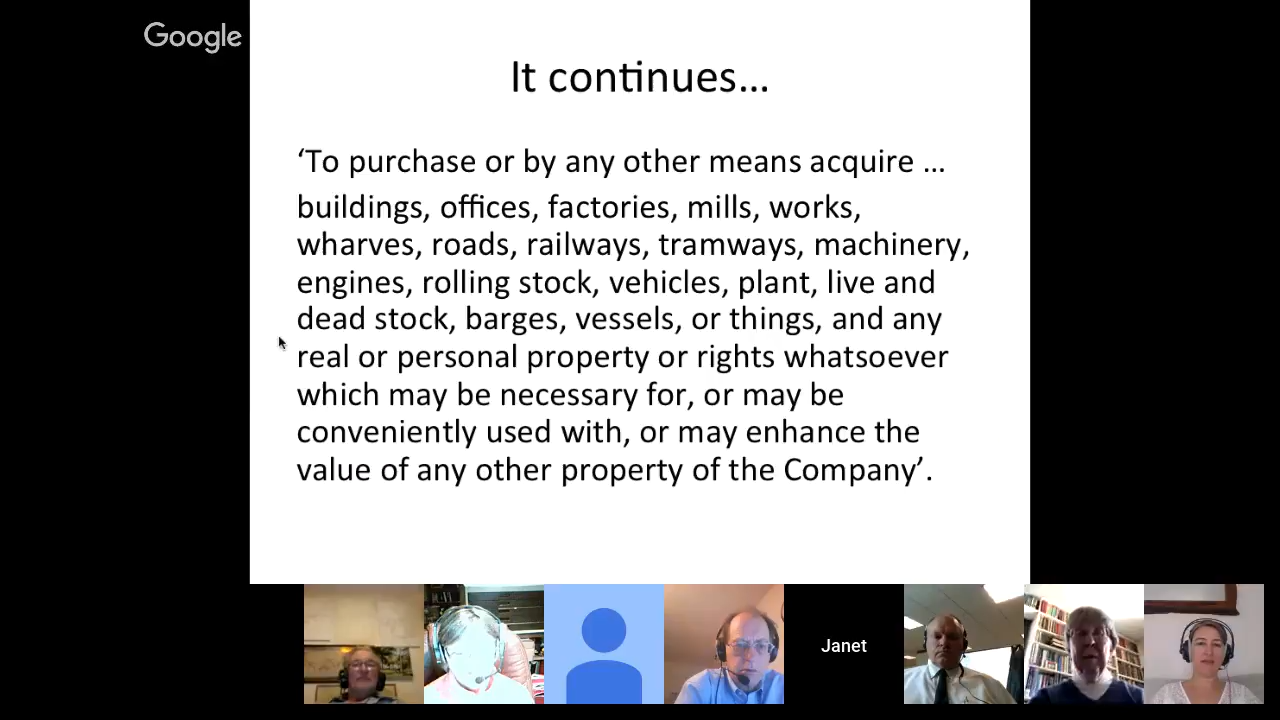 Google
It continues...
‘To purchase or by any other means acquire ...
buildings, offices, factories, mills, works,
wharves, roads, railways, tramways, machinery,
engines, rolling stock, vehicles, plant, live and
dead stock, barges, vessels, or things, and any
real or personal property or rights whatsoever
which may be necessary for, or may be
conveniently used with, or may enhance the
value of any other property of the Company’.
Janet